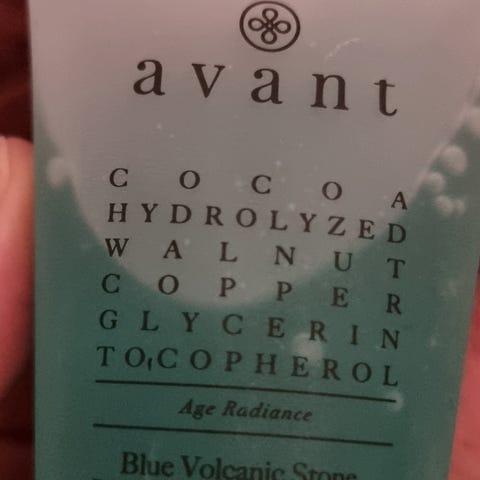 avant
COCOA
HYDROLYZED
WALNUT
COPPER
GLYCERIN
TOCOPHEROL
Age Radiance
Blue Volcanic Stone